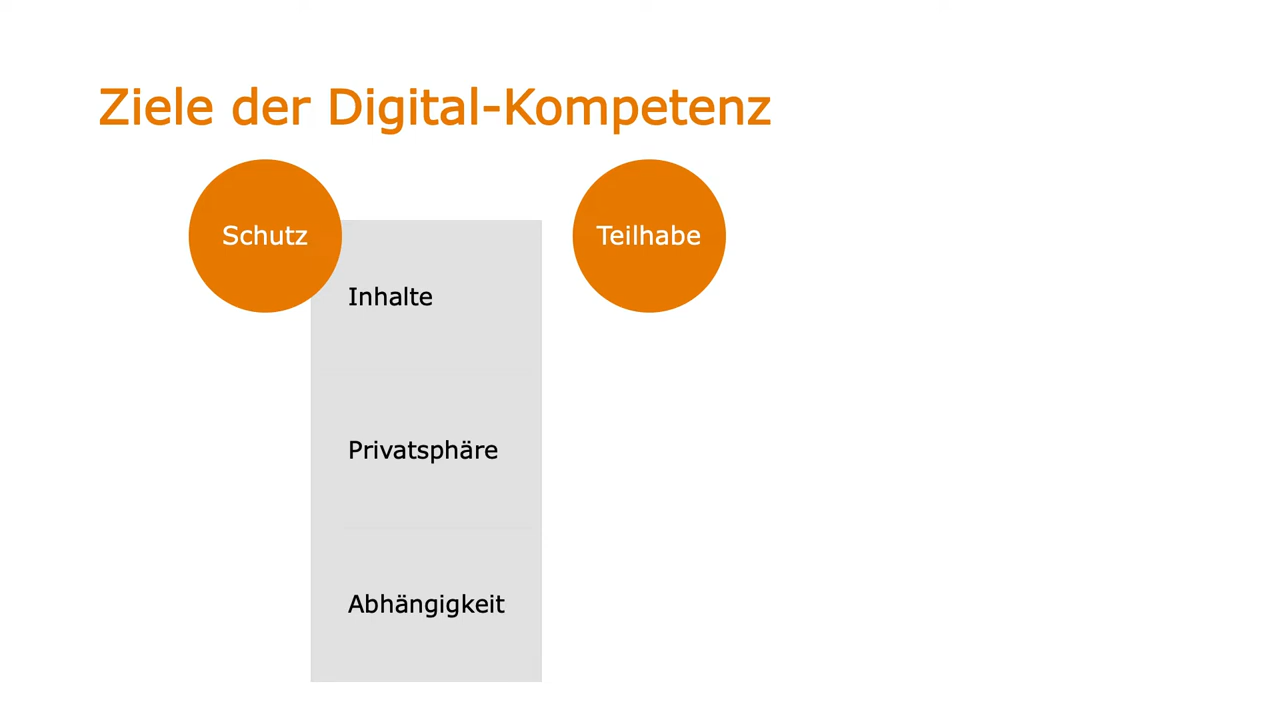 Ziele der Digital-Kompetenz
Schutz
Inhalte
Privatsphäre
Abhängigkeit
Teilhabe